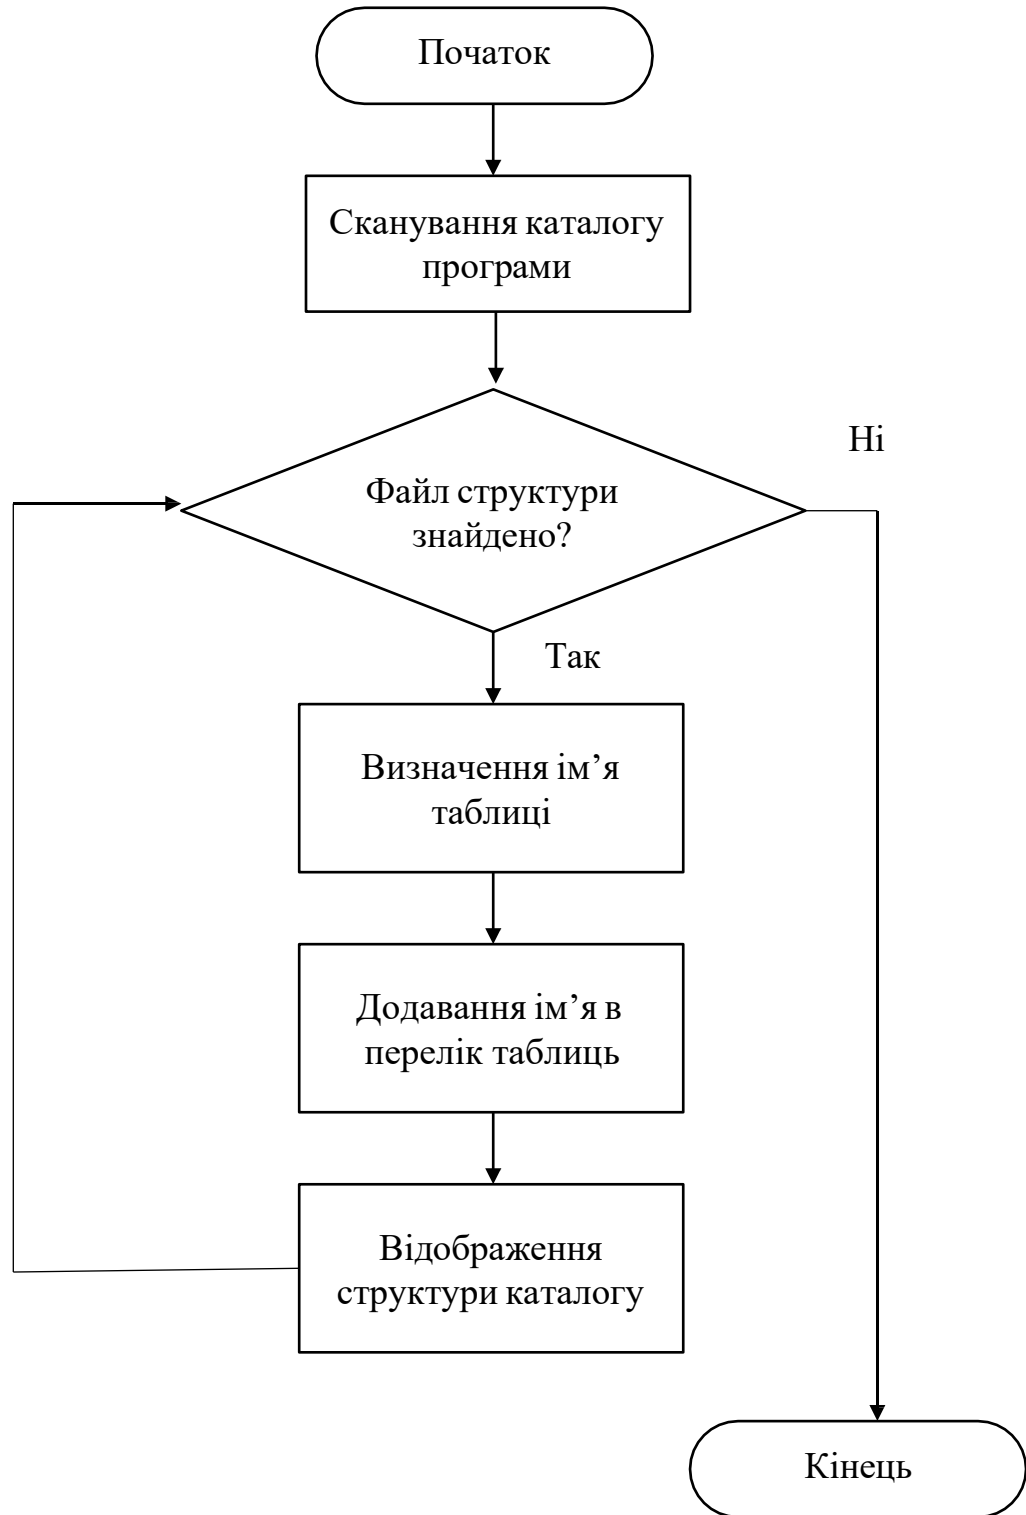 Початок
Сканування каталогу
програми
Ні
Файл структури
знайдено?
Так
Визначення ім’я
таблиці
Додавання ім’я в
перелік таблиць
Відображення
структури каталогу
Кінець